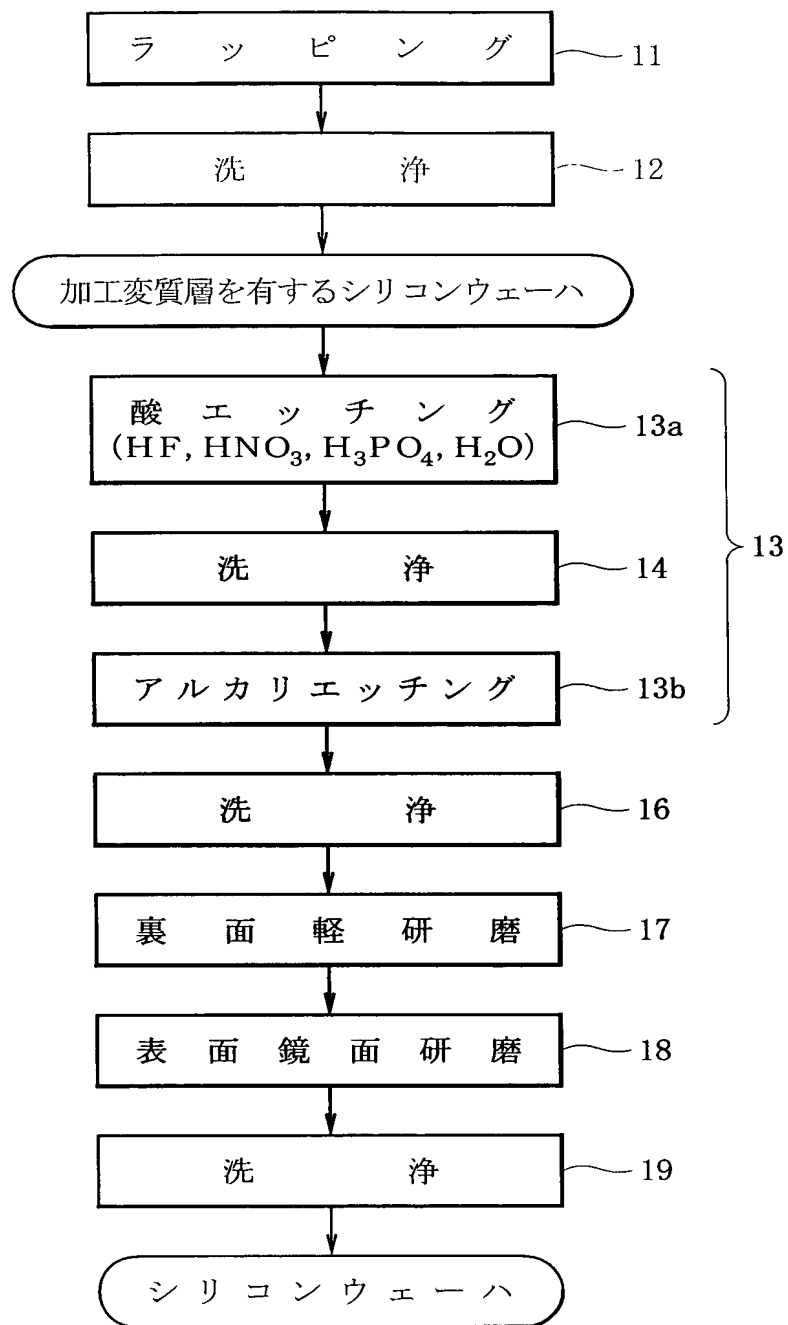 ラッピング
11
洗浄
12
加工変質層を有するシリコンウェーハ
酸エッチング
(HF, HNO₃, H₃PO₄, H₂O)
13a
洗浄
14
13
アルカリエッチング
13b
洗浄
16
裏面軽研磨
17
表面鏡面研磨
18
洗浄
19
シリコンウェーハ